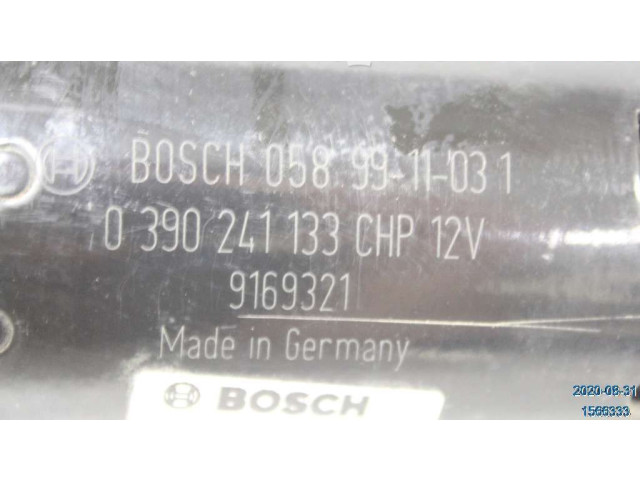 BOSCH 058 99-11-03 1
0 390 241 133 CHP 12V
9169321
Made in Germany
BOSCH
2020-08-31
1566333